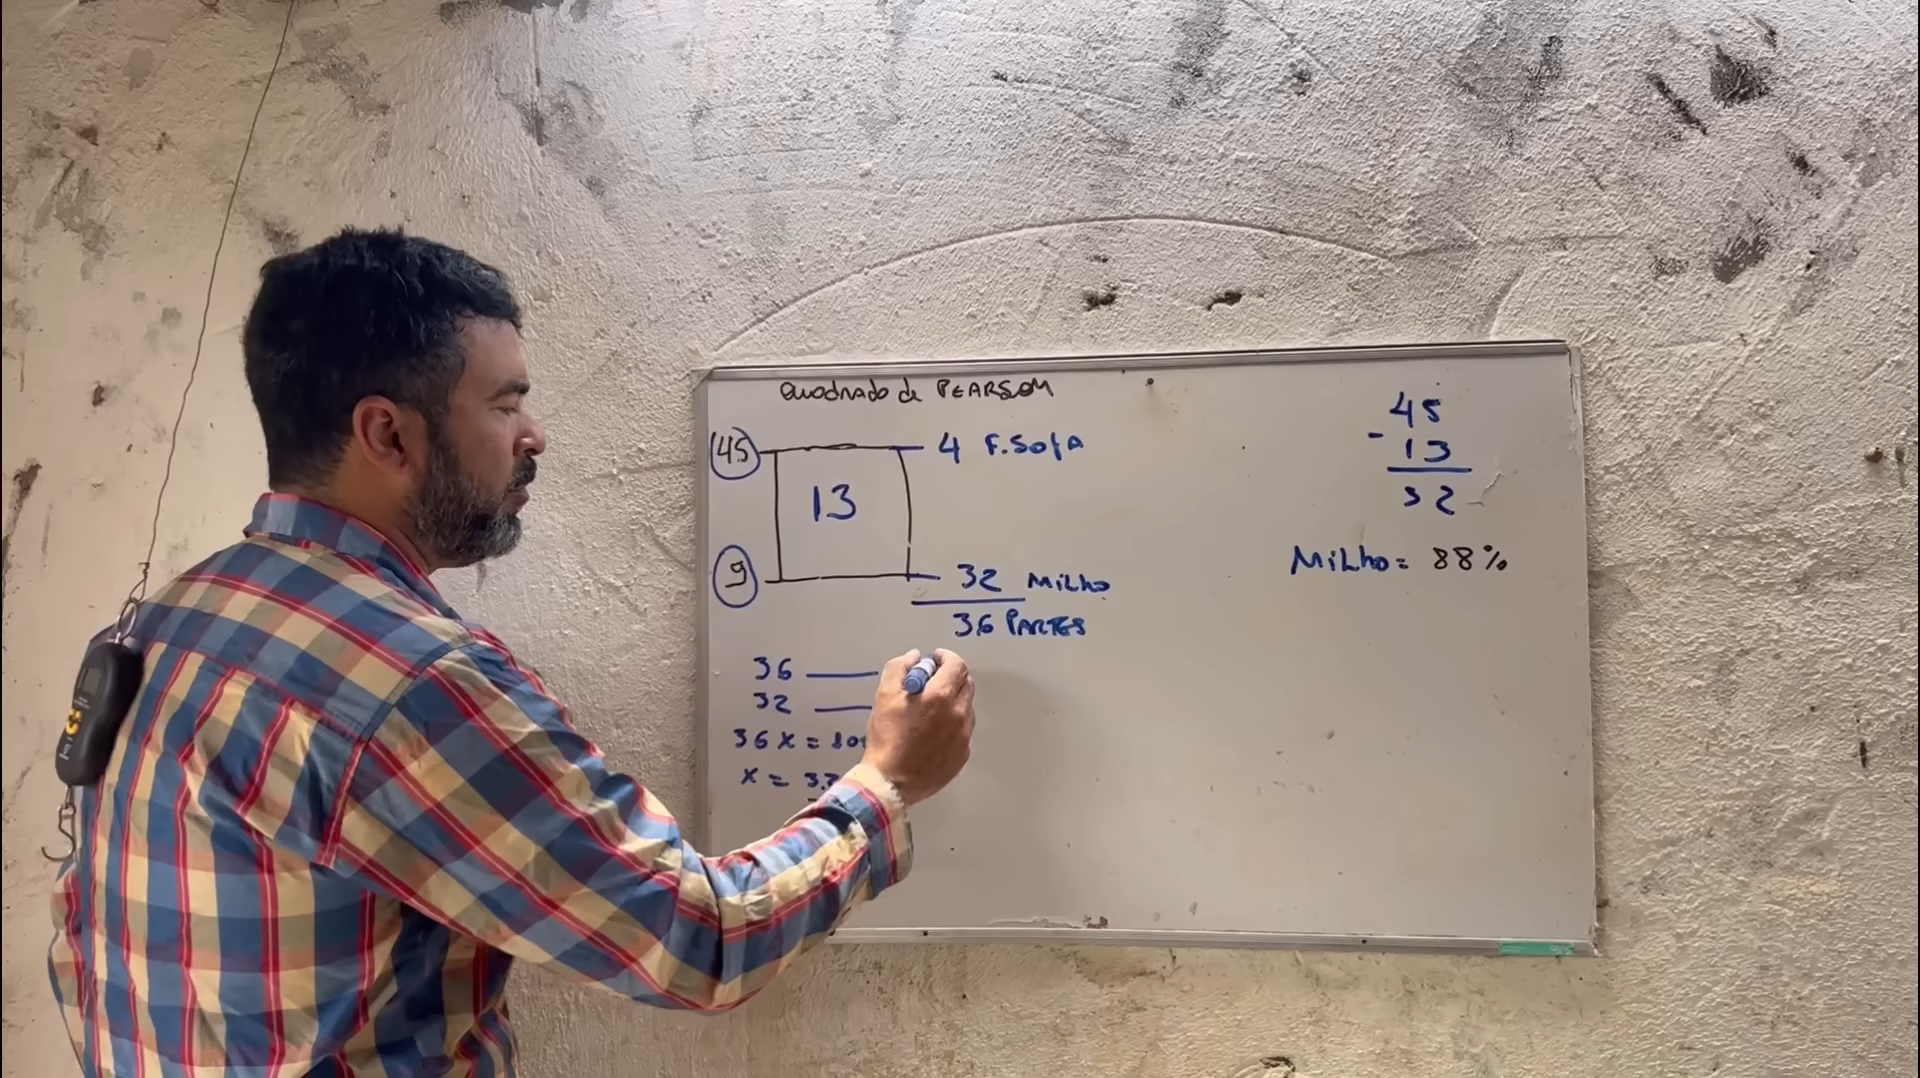 Quadrado de PEARSOM
45
4 F.SOJA
13
9
32 MiLho
36 PARTES
36
32
36 X =
X =
45
- 13
32
MiLho = 88%